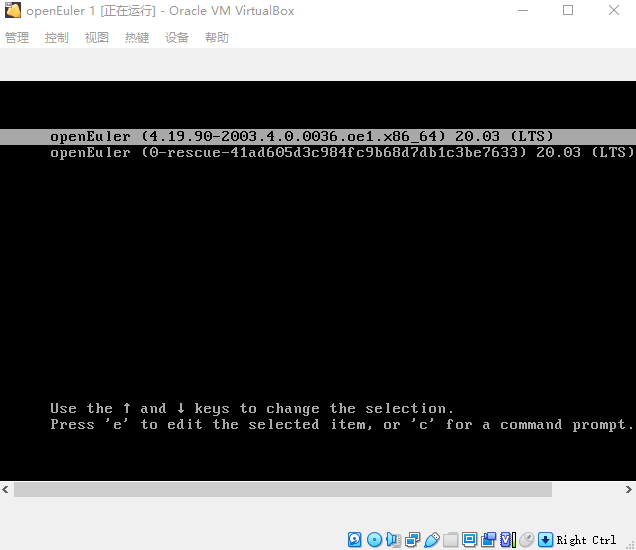 openEuler 1 [正在运行] - Oracle VM VirtualBox
管理 控制 视图 热键 设备 帮助
openEuler (4.19.90-2003.4.0.0036.oe1.x86_64) 20.03 (LTS)
openEuler (0-rescue-41ad605d3c984fc9b68d7db1c3be7633) 20.03 (LTS)
Use the ↑ and ↓ keys to change the selection.
Press 'e' to edit the selected item, or 'c' for a command prompt.
Right Ctrl